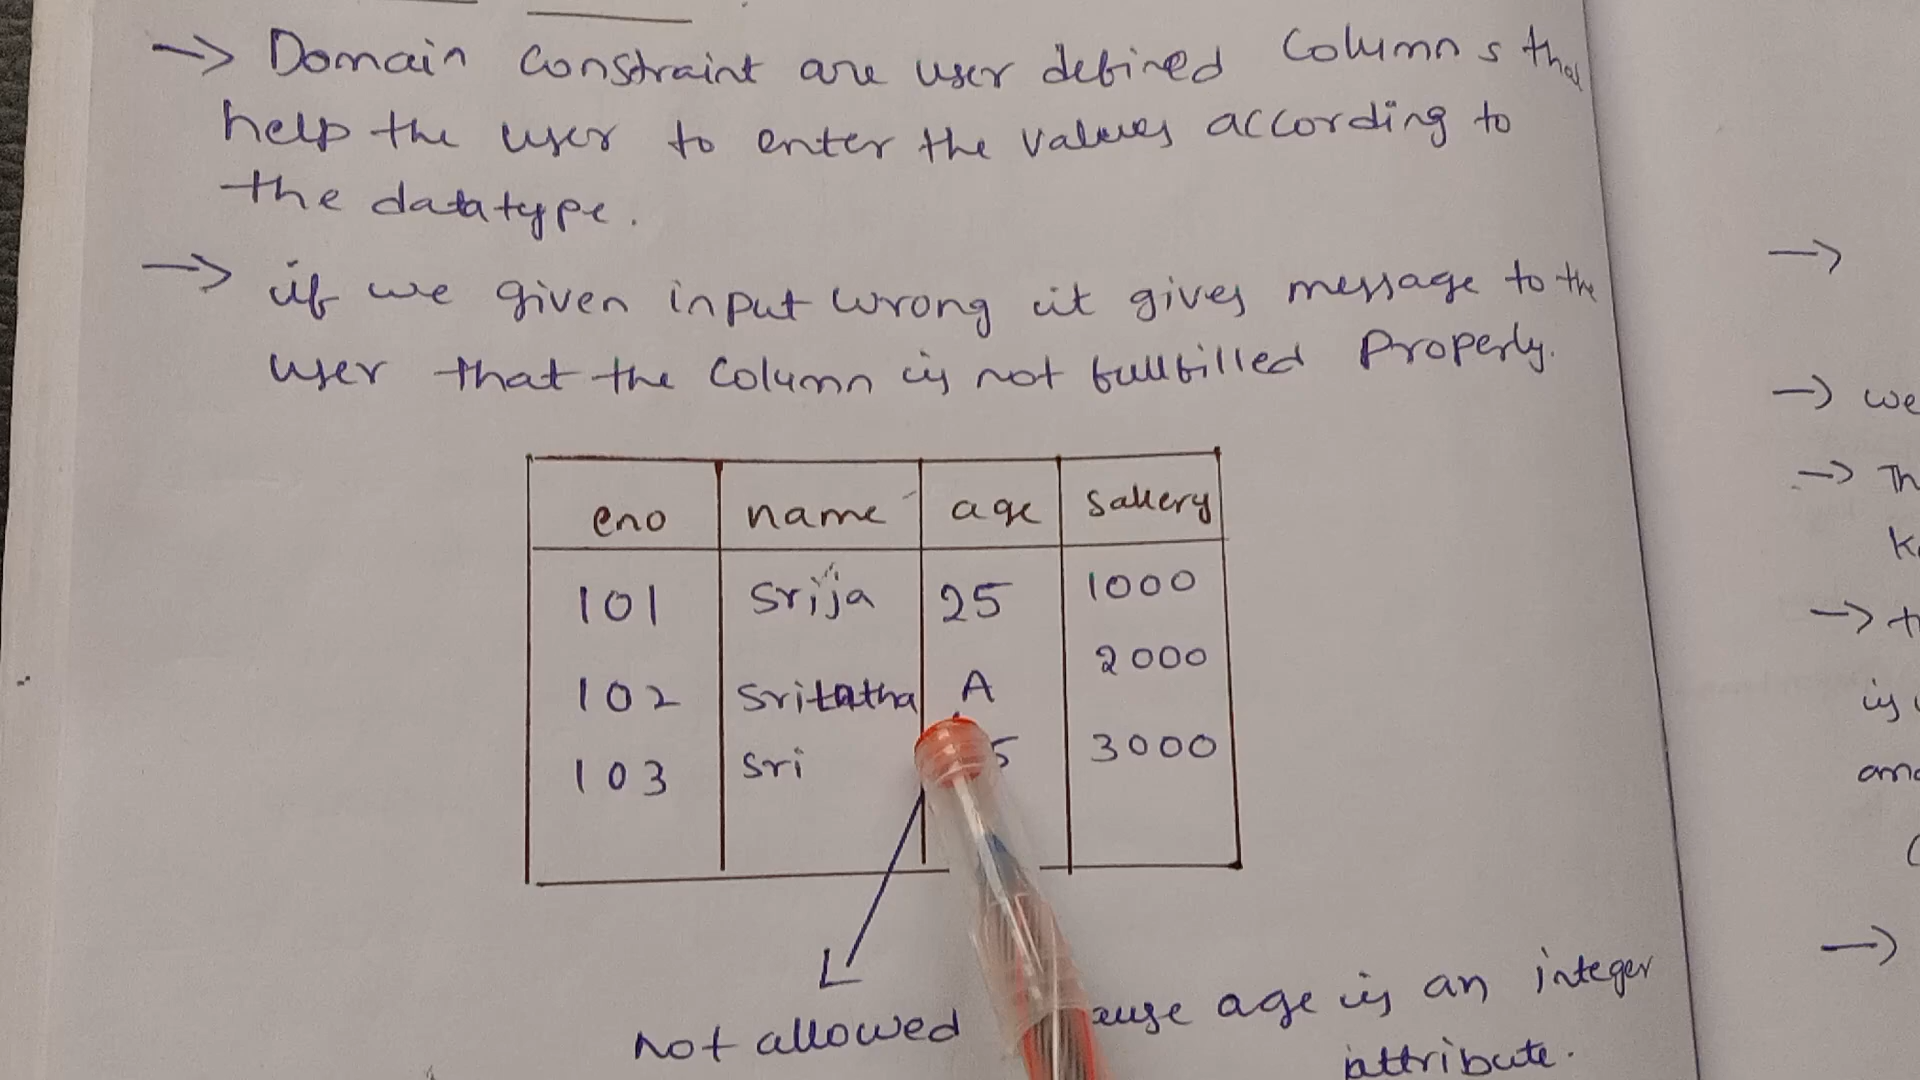 → Domain constraint are user defined columns that
help the user to enter the values according to
the datatype.
→ if we given input wrong it gives message to the
user that the column is not fullfilled properly.
eno name age sallery
101 Srija 25 1000
102 A 2000
103 Sri 5 3000
not allowed age is an integer
attribute.
→
→ we
→ Th
→ t
is
→